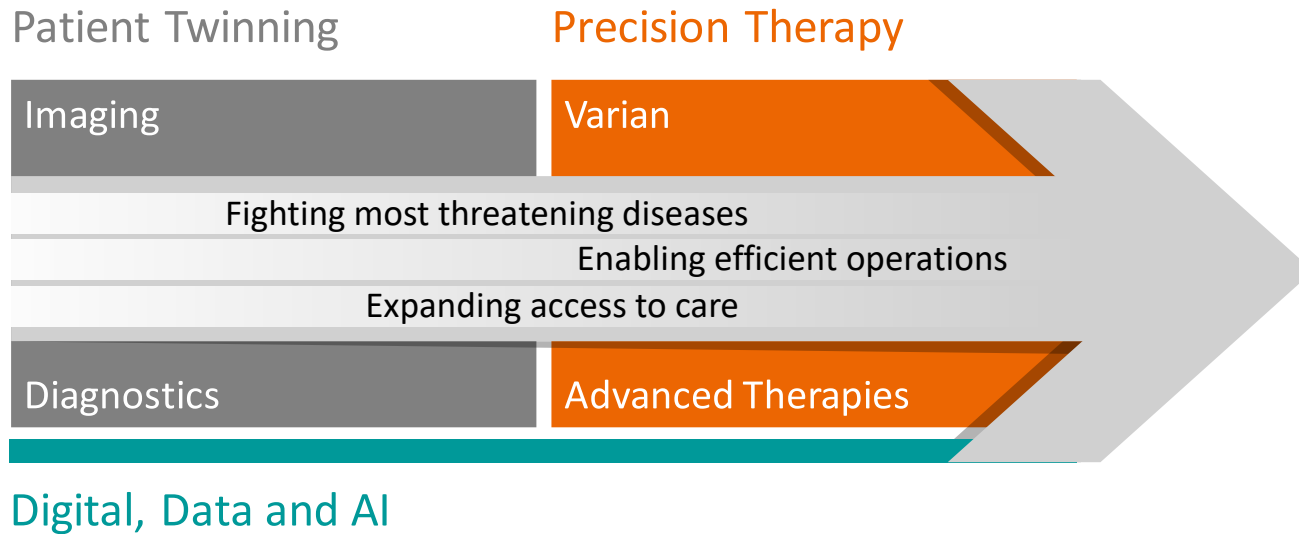 Patient Twinning
Precision Therapy
Imaging
Varian
Fighting most threatening diseases
Enabling efficient operations
Expanding access to care
Diagnostics
Advanced Therapies
Digital, Data and AI